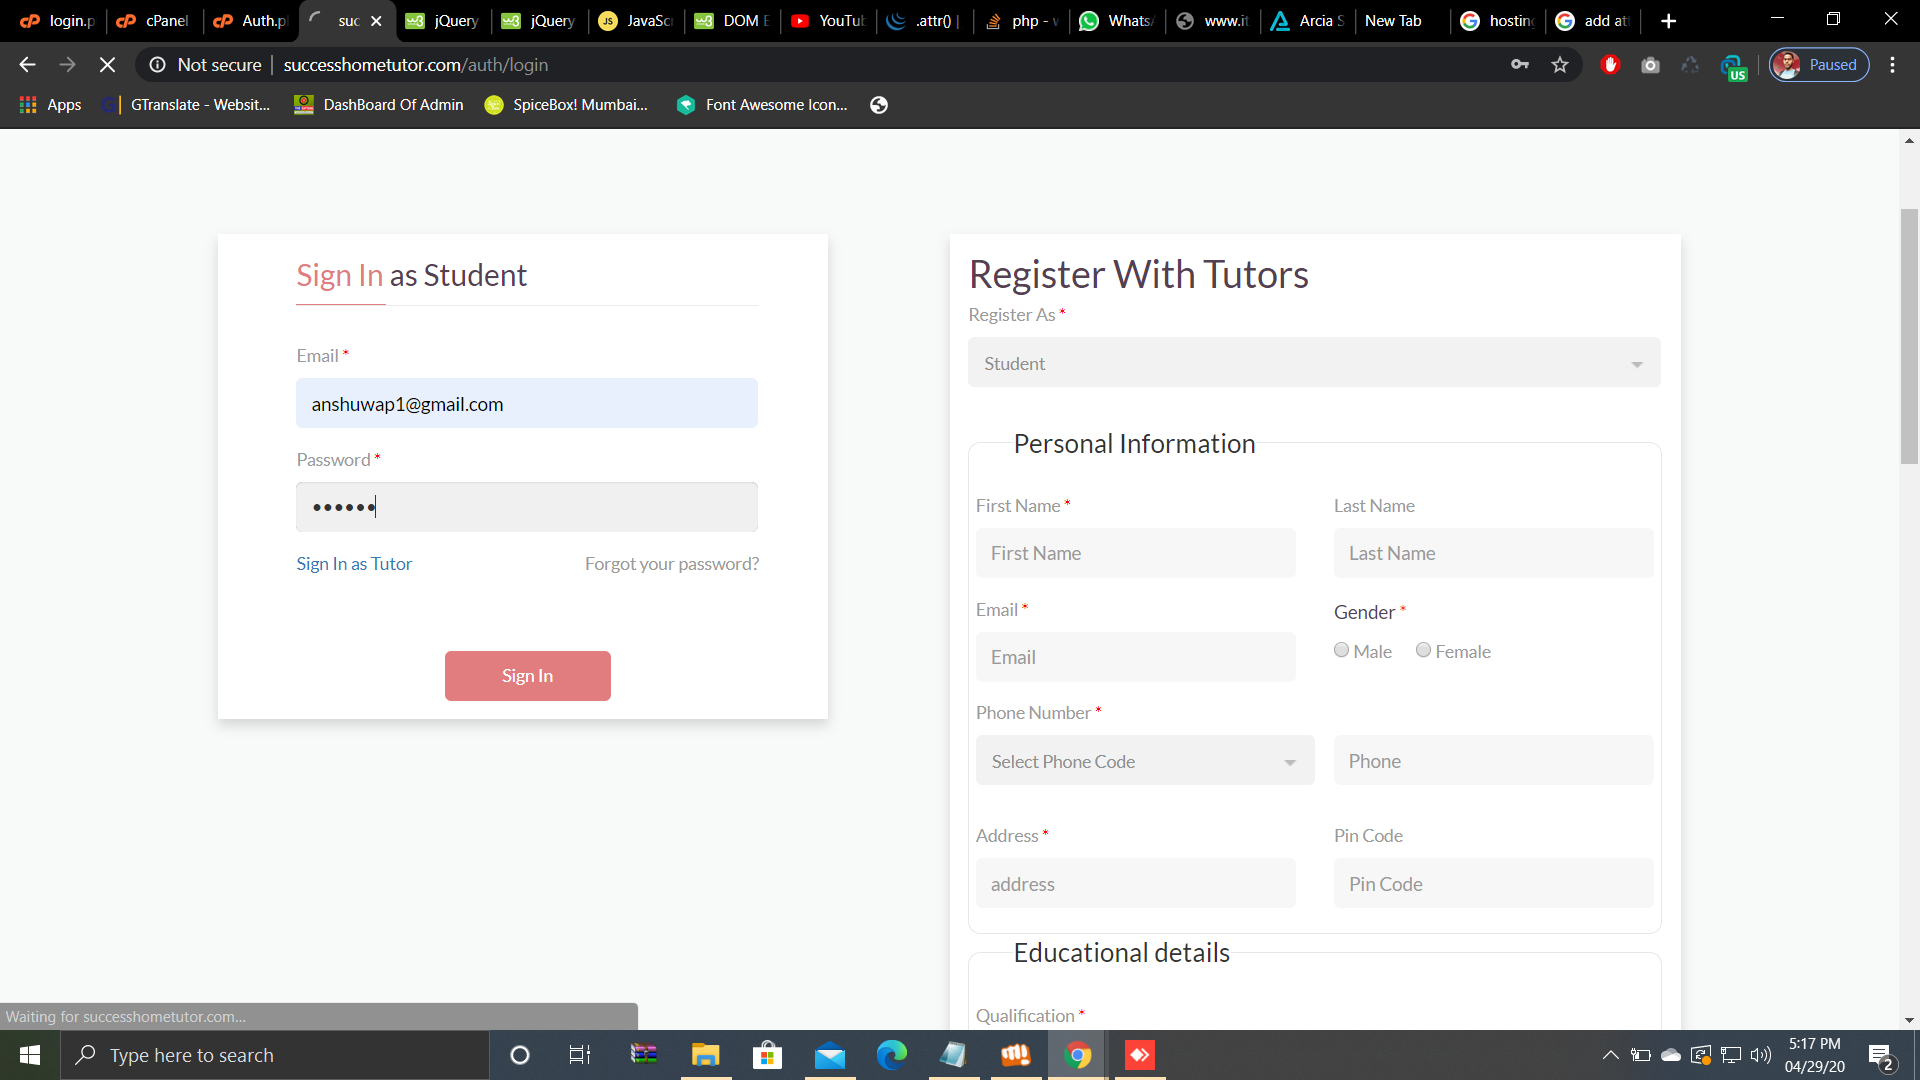 login.p
cPanel
Auth.p
suc
jQuery
jQuery
JavaSc
DOM E
YouTub
.attr() |
php - w
WhatsA
www.it
Arcia S
New Tab
hosting
add att
Not secure | successhometutor.com/auth/login
Paused
US
Apps
GTranslate - Websit...
DashBoard Of Admin
SpiceBox! Mumbai...
Font Awesome Icon...
Sign In as Student
Email *
anshuwap1@gmail.com
Password *
••••••
Sign In as Tutor
Forgot your password?
Sign In
Register With Tutors
Register As *
Student
Personal Information
First Name *
Last Name
First Name
Last Name
Email *
Gender *
Email
Male
Female
Phone Number *
Select Phone Code
Phone
Address *
Pin Code
address
Pin Code
Educational details
Qualification *
Waiting for successhometutor.com...
Type here to search
5:17 PM
04/29/20
2